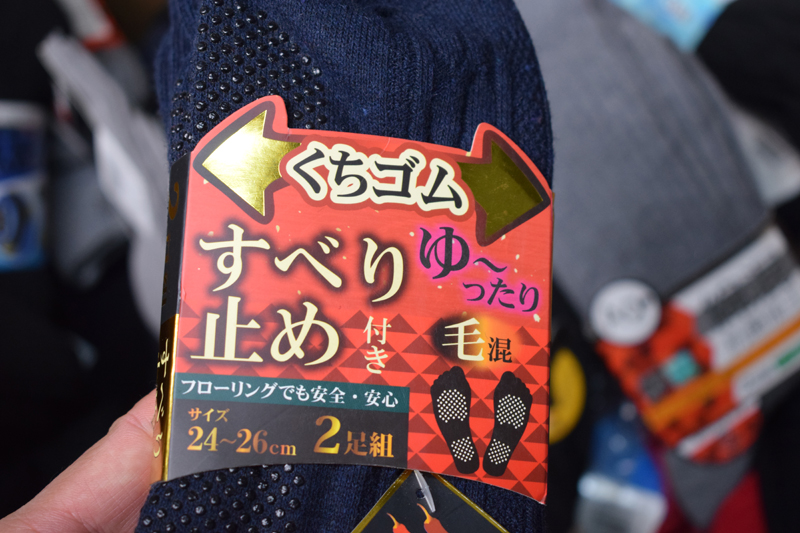 くちゴム
すべり
止め付き
ゆ～
ったり
毛混
フローリングでも安全・安心
サイズ
24～26cm 2足組